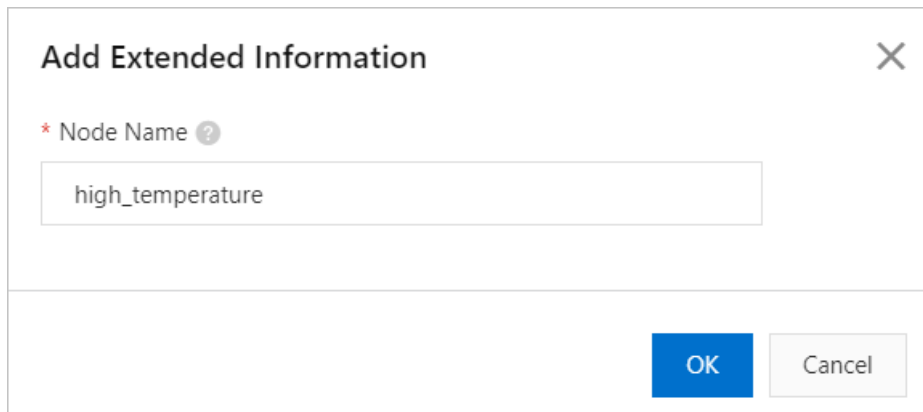 Add Extended Information
* Node Name ?
high_temperature
OK Cancel